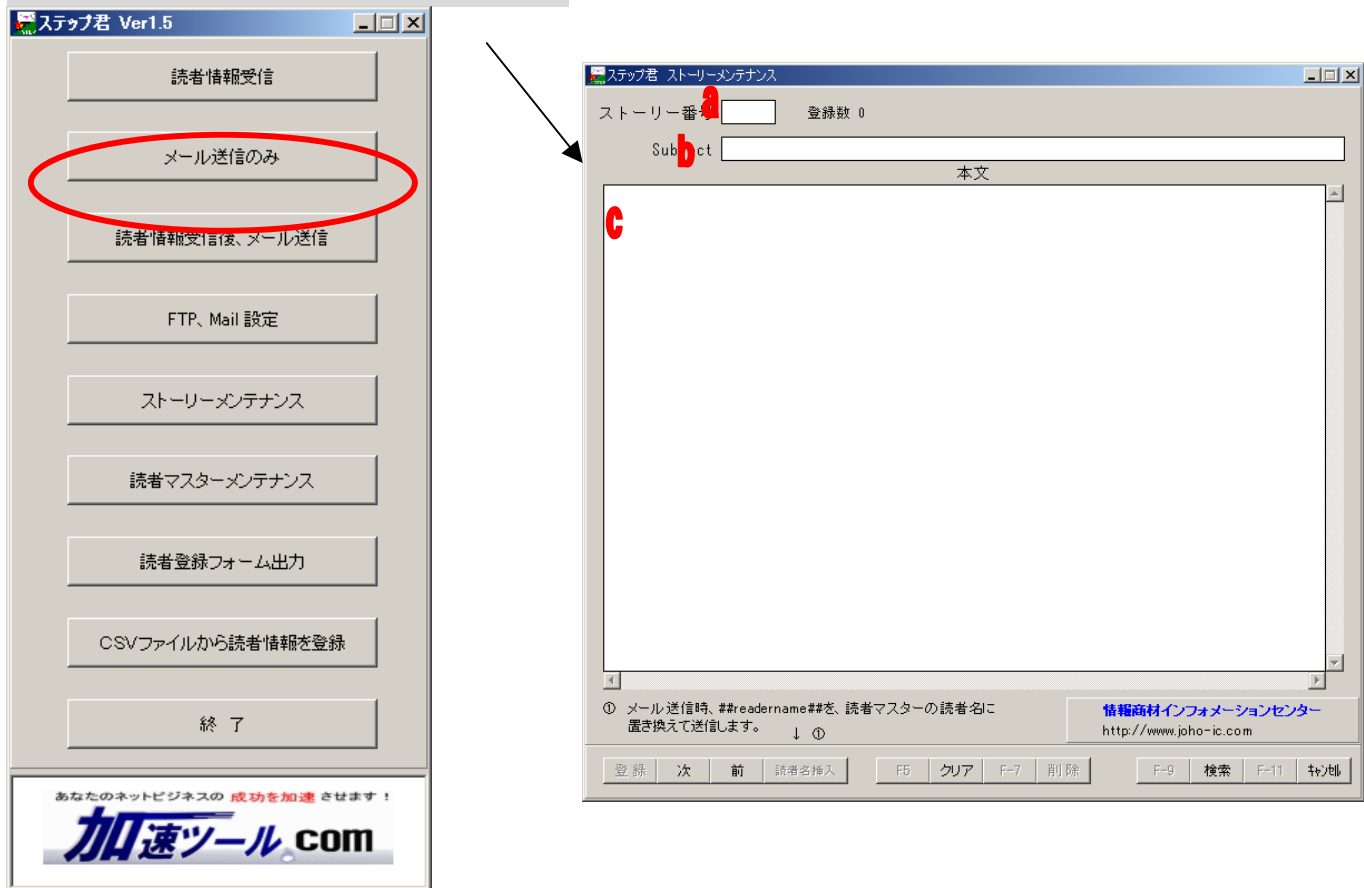 ステップ君 Ver1.5
読者情報受信
メール送信のみ
読者情報受信後、メール送信
FTP、Mail 設定
ストーリーメンテナンス
読者マスターメンテナンス
読者登録フォーム出力
CSVファイルから読者情報を登録
終 了
あなたのネットビジネスの 成功を加速 させます！
加速ツール.com
ステップ君 ストーリーメンテナンス
ストーリー番号 a 登録数 0
Subject b
本文
c
① メール送信時、##readername##を、読者マスターの読者名に
置き換えて送信します。 ↓ ①
情報商材インフォメーションセンター
http://www.joho-ic.com
登録 次 前 読者名挿入 F5 クリア F-7 削除 F-9 検索 F-11 ｷｬﾝｾﾙ